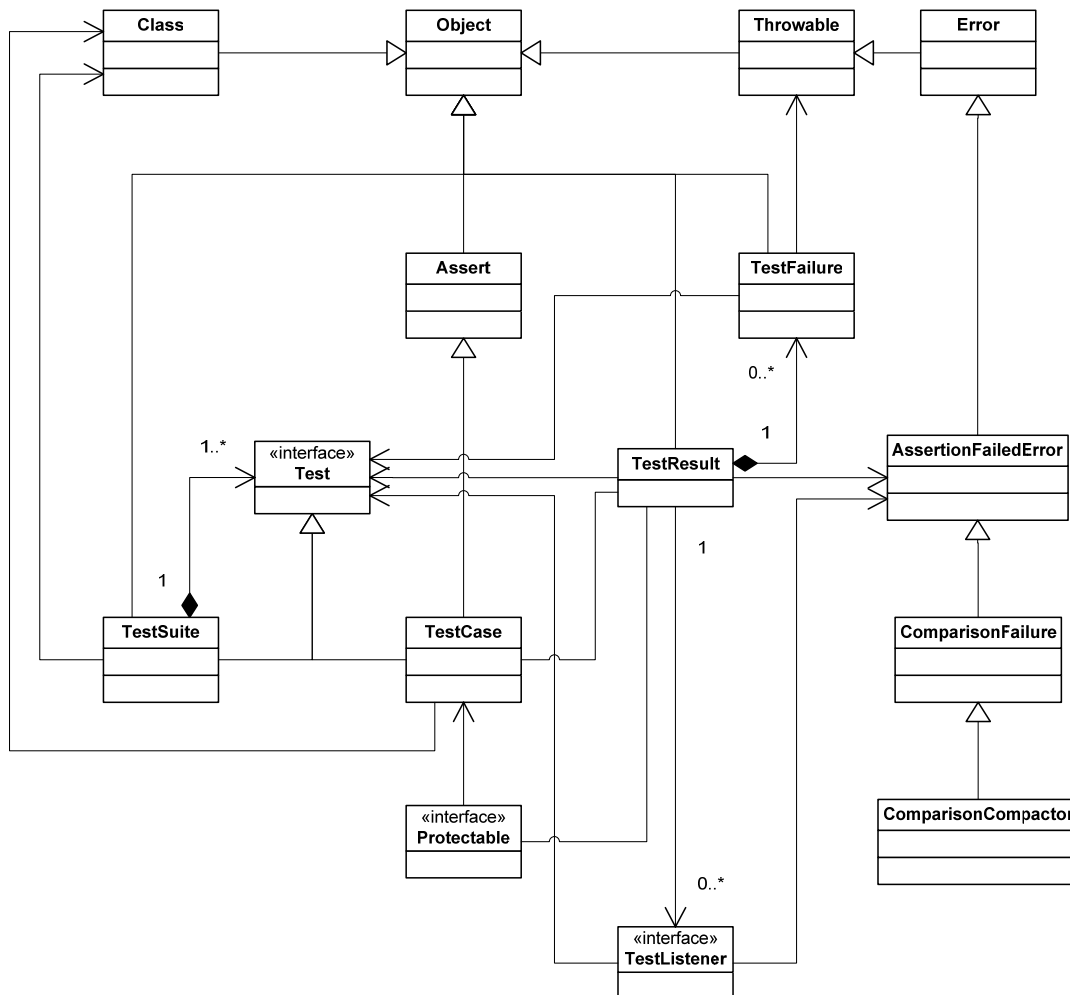 Class
Object
Throwable
Error
Assert
TestFailure
0..*
1
1..*
«interface»
Test
TestResult
AssertionFailedError
1
1
TestSuite
TestCase
ComparisonFailure
«interface»
Protectable
ComparisonCompactor
0..*
«interface»
TestListener